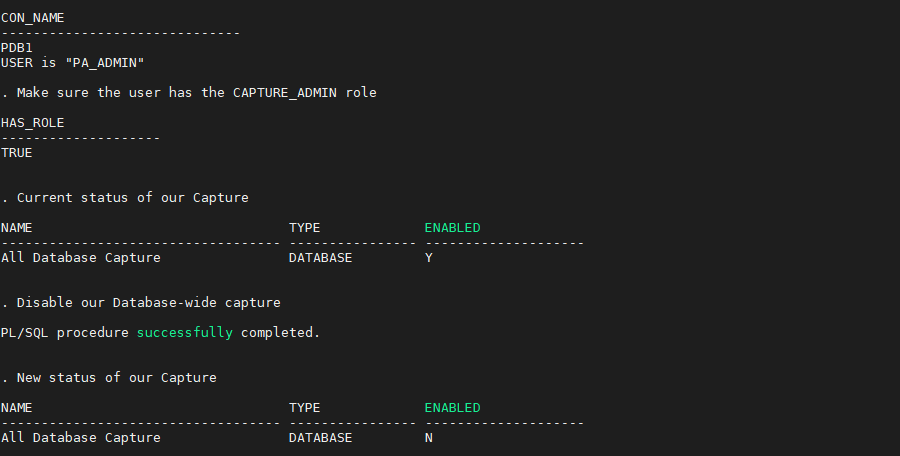 CON_NAME
------------------------------
PDB1
USER is "PA_ADMIN"
. Make sure the user has the CAPTURE_ADMIN role
HAS_ROLE
--------------------
TRUE
. Current status of our Capture
NAME TYPE ENABLED
----------------------------------- ---------------- --------------------
All Database Capture DATABASE Y
. Disable our Database-wide capture
PL/SQL procedure successfully completed.
. New status of our Capture
NAME TYPE ENABLED
----------------------------------- ---------------- --------------------
All Database Capture DATABASE N